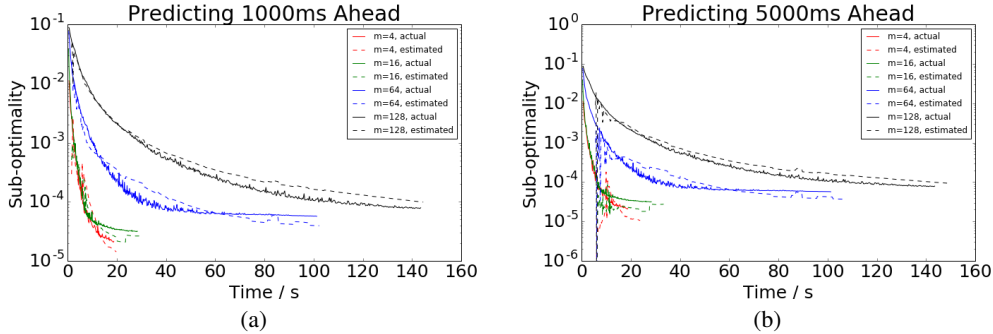 Predicting 1000ms Ahead
10^-1
10^-2
10^-3
10^-4
10^-5
Sub-optimality
0 20 40 60 80 100 120 140 160
Time / s
m=4, actual
m=4, estimated
m=16, actual
m=16, estimated
m=64, actual
m=64, estimated
m=128, actual
m=128, estimated
(a)
Predicting 5000ms Ahead
10^0
10^-1
10^-2
10^-3
10^-4
10^-5
10^-6
Sub-optimality
0 20 40 60 80 100 120 140 160
Time / s
m=4, actual
m=4, estimated
m=16, actual
m=16, estimated
m=64, actual
m=64, estimated
m=128, actual
m=128, estimated
(b)